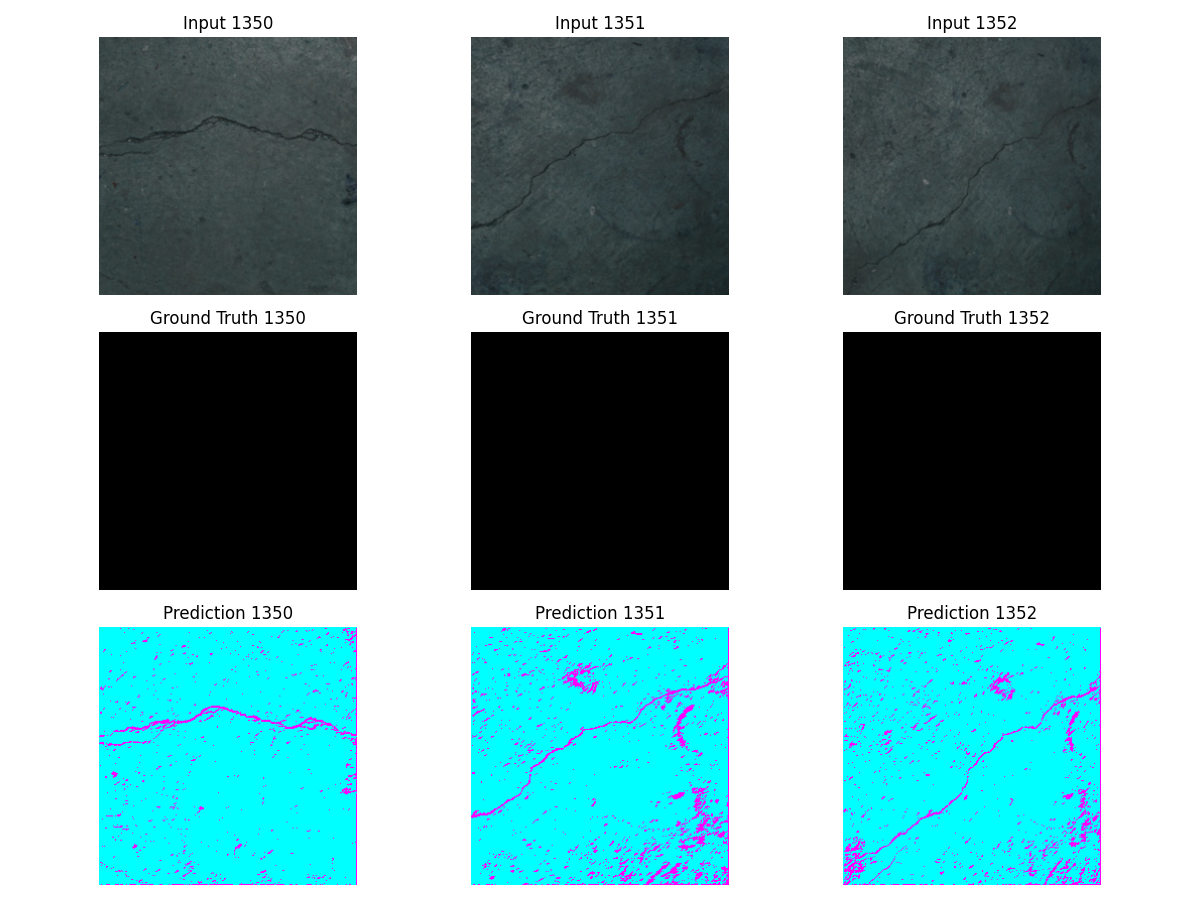 Input 1350
Input 1351
Input 1352
Ground Truth 1350
Ground Truth 1351
Ground Truth 1352
Prediction 1350
Prediction 1351
Prediction 1352